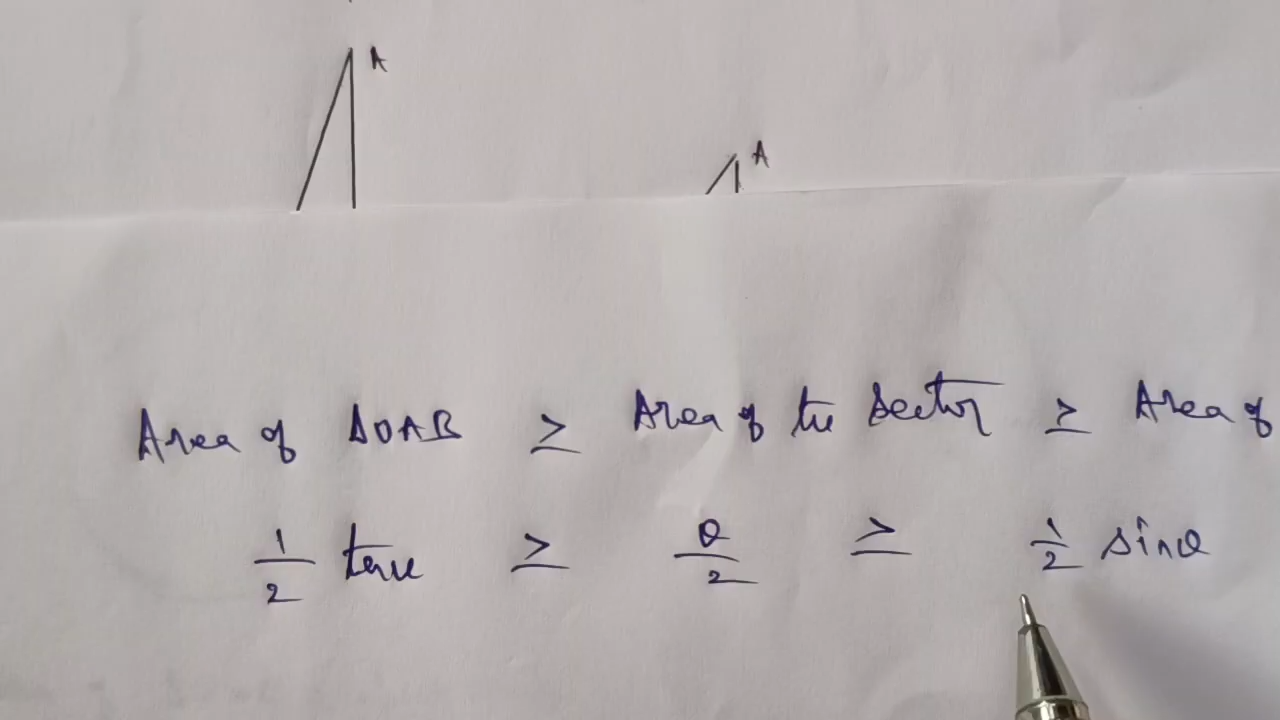 A
A
Area of ΔOAB ≥ Area of the Sector ≥ Area of
1/2 tanθ ≥ θ/2 ≥ 1/2 sinθ